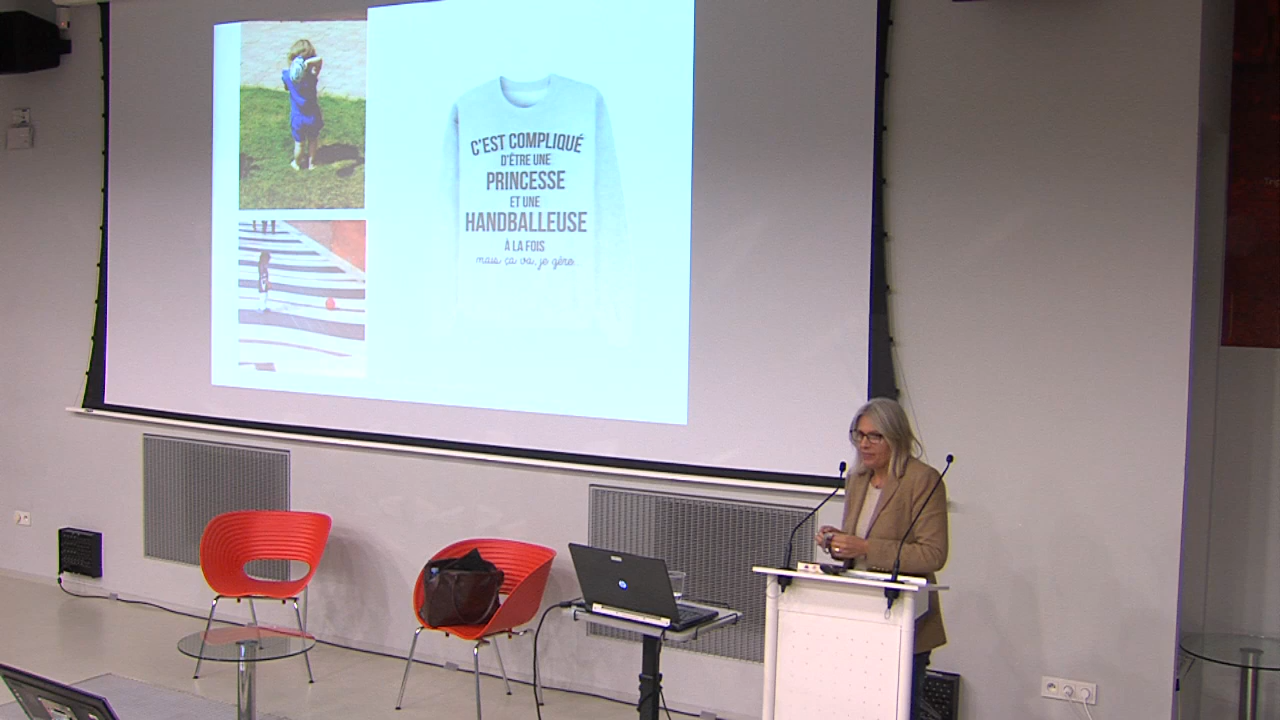 C'EST COMPLIQUÉ
D'ÊTRE UNE
PRINCESSE
ET UNE
HANDBALLEUSE
À LA FOIS
mais ça va, je gère...